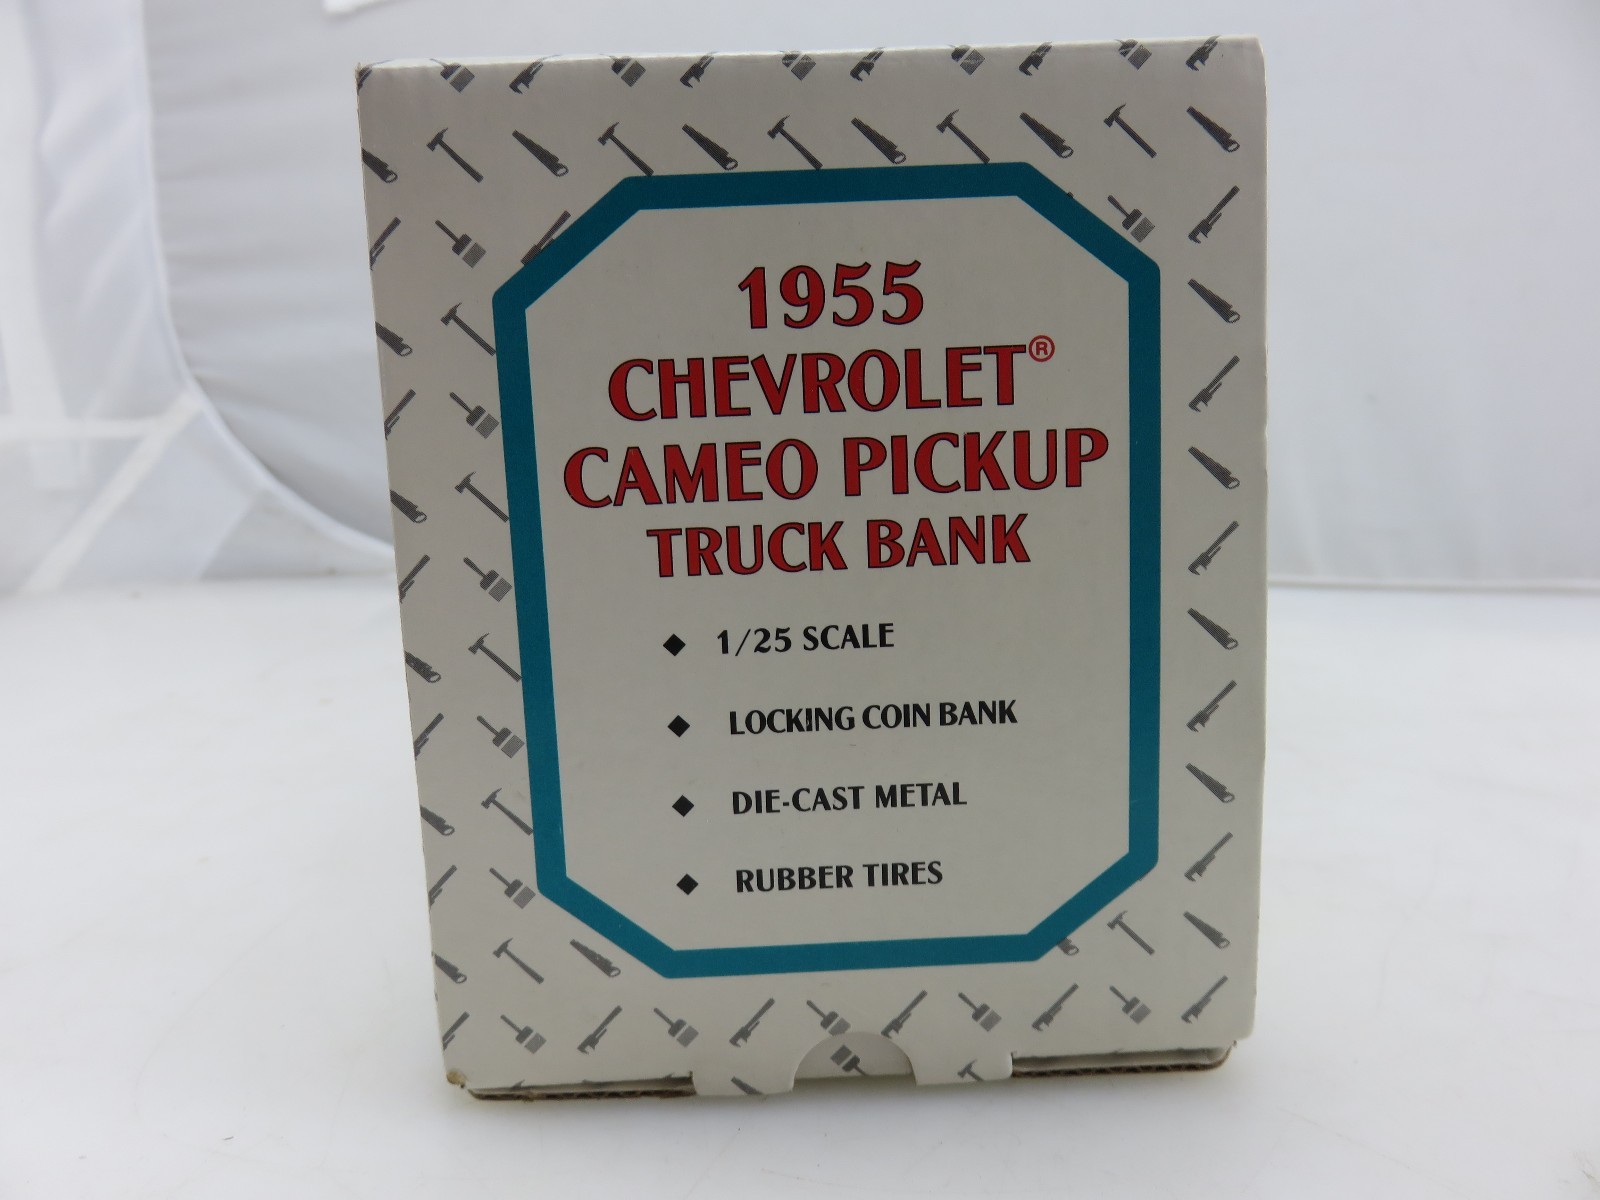 1955
CHEVROLET®
CAMEO PICKUP
TRUCK BANK
◆ 1/25 SCALE
◆ LOCKING COIN BANK
◆ DIE-CAST METAL
◆ RUBBER TIRES